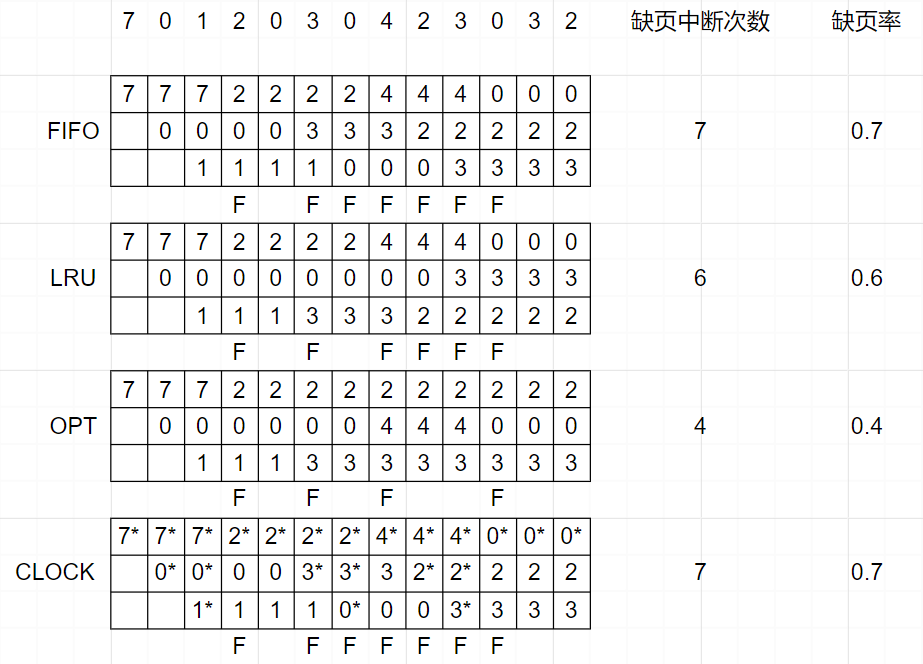 7 0 1 2 0 3 0 4 2 3 0 3 2 缺页中断次数 缺页率
7 7 7 2 2 2 2 4 4 4 0 0 0
FIFO 0 0 0 0 3 3 3 2 2 2 2 2 7 0.7
1 1 1 1 0 0 0 3 3 3 3
F F F F F F F
7 7 7 2 2 2 2 4 4 4 0 0 0
LRU 0 0 0 0 0 0 0 0 3 3 3 3 6 0.6
1 1 1 3 3 3 2 2 2 2 2
F F F F F F
7 7 7 2 2 2 2 2 2 2 2 2 2
OPT 0 0 0 0 0 0 4 4 4 0 0 0 4 0.4
1 1 1 3 3 3 3 3 3 3 3
F F F F
7* 7* 7* 2* 2* 2* 2* 4* 4* 4* 0* 0* 0*
CLOCK 0* 0* 0 0 3* 3* 3 2* 2* 2 2 2 7 0.7
1* 1 1 1 0* 0 0 3* 3 3 3
F F F F F F F